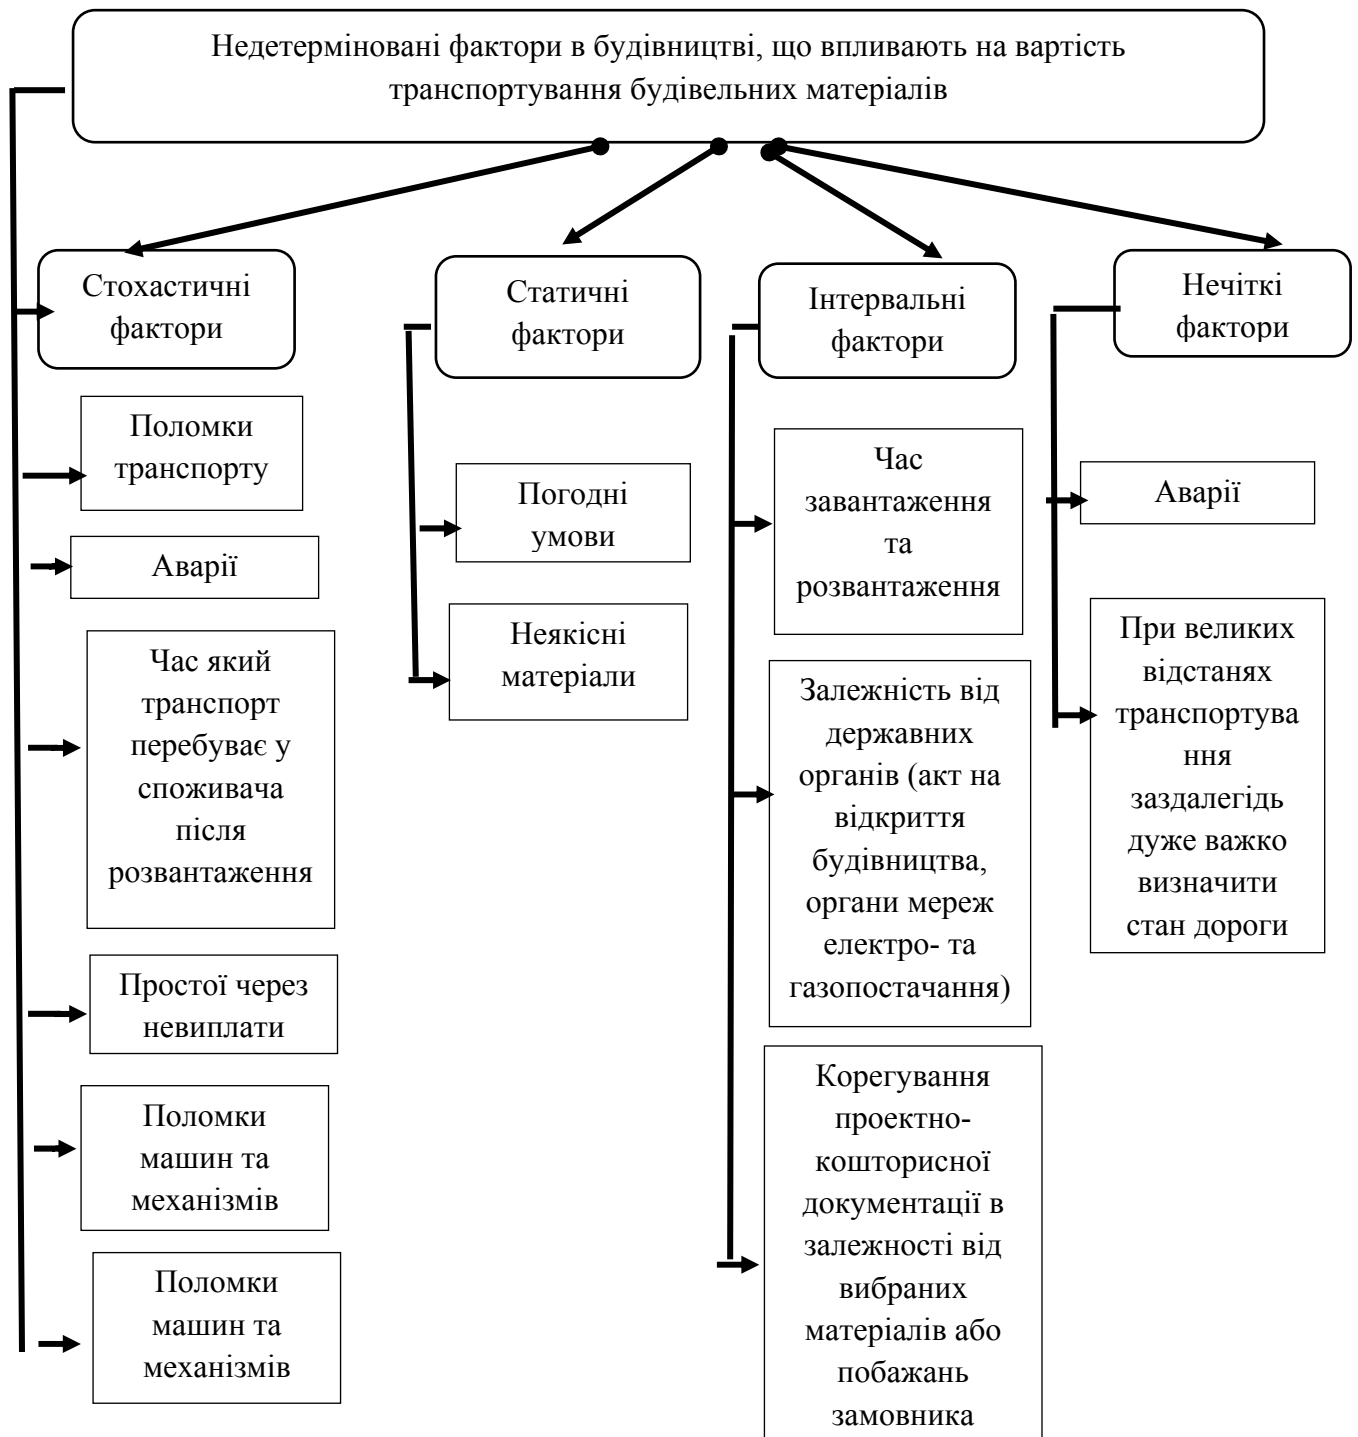 Недетерміновані фактори в будівництві, що впливають на вартість
транспортування будівельних матеріалів
Стохастичні
фактори
Поломки
транспорту
Аварії
Час який
транспорт
перебуває у
споживача
після
розвантаження
Простої через
невиплати
Поломки
машин та
механізмів
Поломки
машин та
механізмів
Статичні
фактори
Погодні
умови
Неякісні
матеріали
Інтервальні
фактори
Час
завантаження
та
розвантаження
Залежність від
державних
органів (акт на
відкриття
будівництва,
органи мереж
електро- та
газопостачання)
Корегування
проектно-
кошторисної
документації в
залежності від
вибраних
матеріалів або
побажань
замовника
Нечіткі
фактори
Аварії
При великих
відстанях
транспортува
ння
заздалегідь
дуже важко
визначити
стан дороги